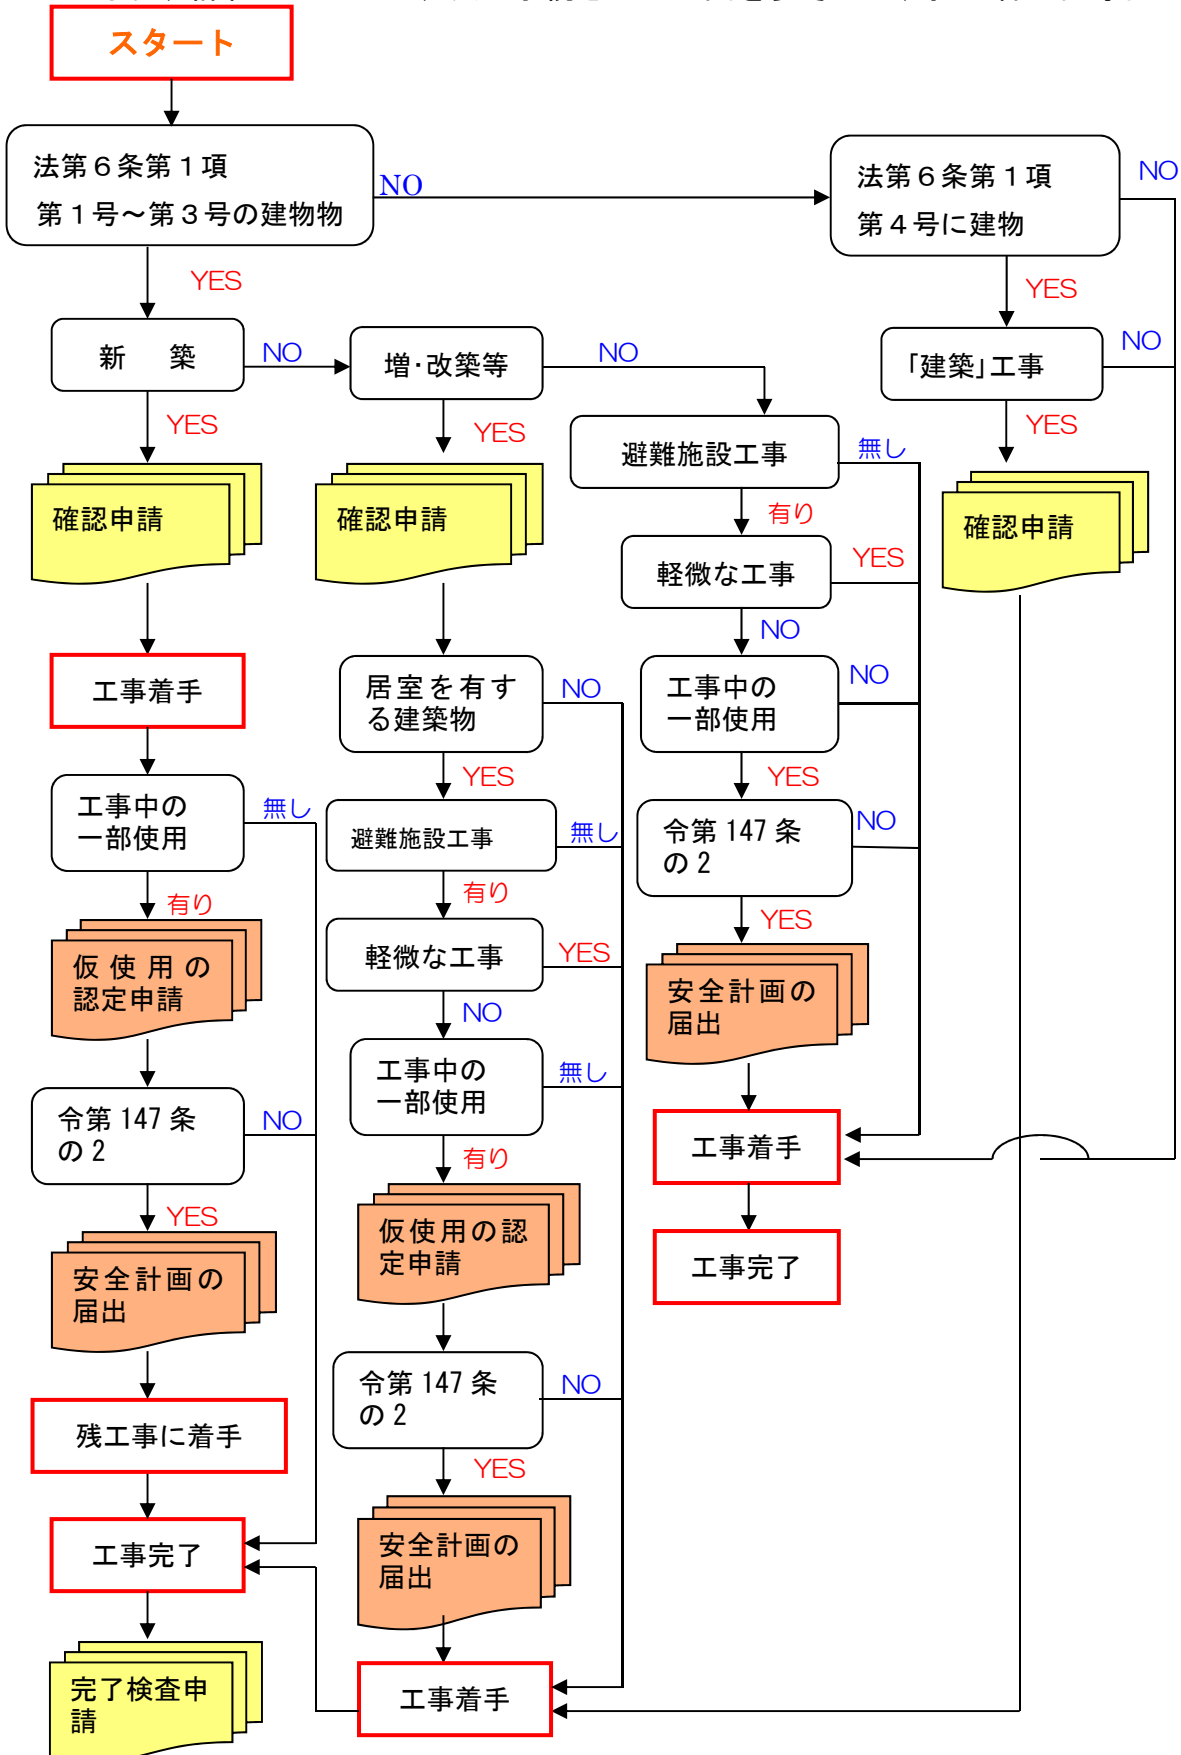 スタート
法第６条第１項
第１号～第３号の建物物
NO
法第６条第１項
第４号に建物
NO
YES
YES
新　築
NO
増・改築等
NO
「建築」工事
NO
YES
YES
YES
避難施設工事
無し
確認申請
確認申請
有り
確認申請
軽微な工事
YES
NO
工事着手
居室を有す
る建築物
NO
工事中の
一部使用
NO
YES
YES
工事中の
一部使用
無し
避難施設工事
無し
令第 147 条
の 2
NO
有り
有り
YES
仮 使 用 の
認定申請
軽微な工事
YES
安全計画の
届出
NO
令第 147 条
の 2
NO
工事中の
一部使用
無し
工事着手
YES
有り
安全計画の
届出
仮使用の認
定申請
工事完了
残工事に着手
令第 147 条
の 2
NO
YES
工事完了
安全計画の
届出
完了検査申
請
工事着手